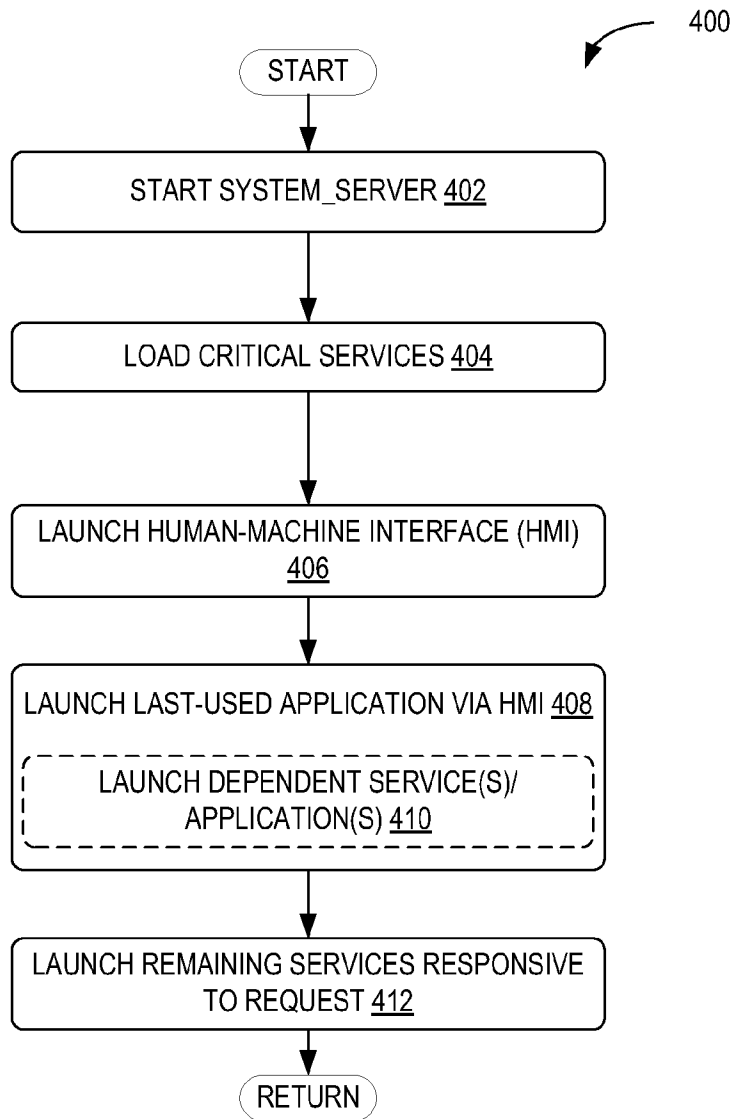 400
START
START SYSTEM_SERVER 402
LOAD CRITICAL SERVICES 404
LAUNCH HUMAN-MACHINE INTERFACE (HMI)
406
LAUNCH LAST-USED APPLICATION VIA HMI 408
LAUNCH DEPENDENT SERVICE(S)/
APPLICATION(S) 410
LAUNCH REMAINING SERVICES RESPONSIVE
TO REQUEST 412
RETURN